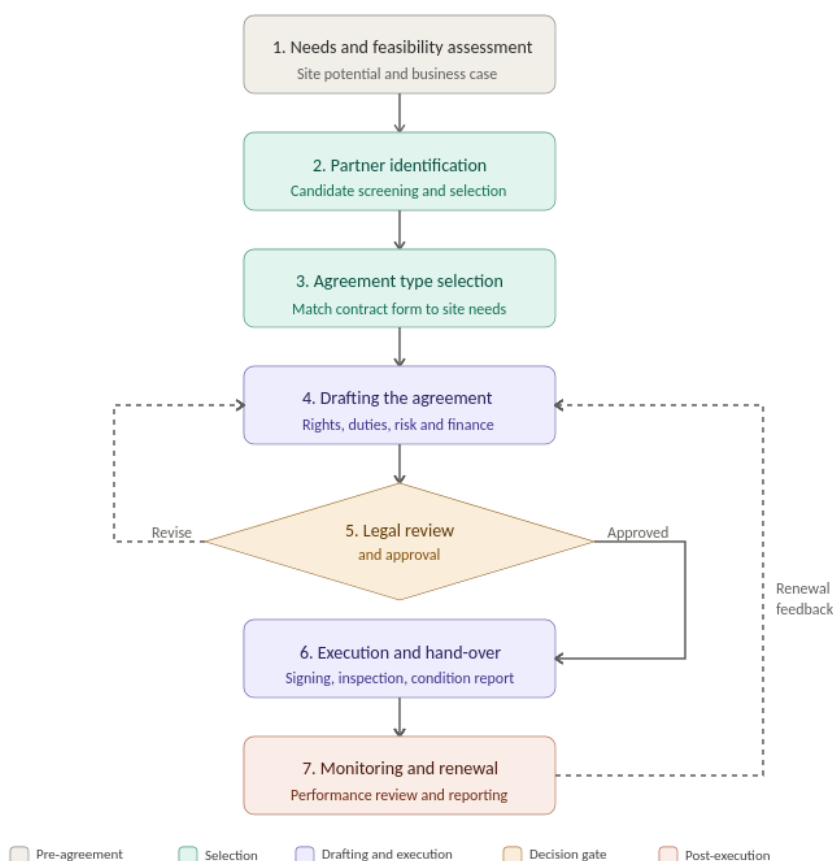 1. Needs and feasibility assessment
Site potential and business case
2. Partner identification
Candidate screening and selection
3. Agreement type selection
Match contract form to site needs
4. Drafting the agreement
Rights, duties, risk and finance
Revise
5. Legal review
and approval
Approved
Renewal
feedback
6. Execution and hand-over
Signing, inspection, condition report
7. Monitoring and renewal
Performance review and reporting
Pre-agreement
Selection
Drafting and execution
Decision gate
Post-execution